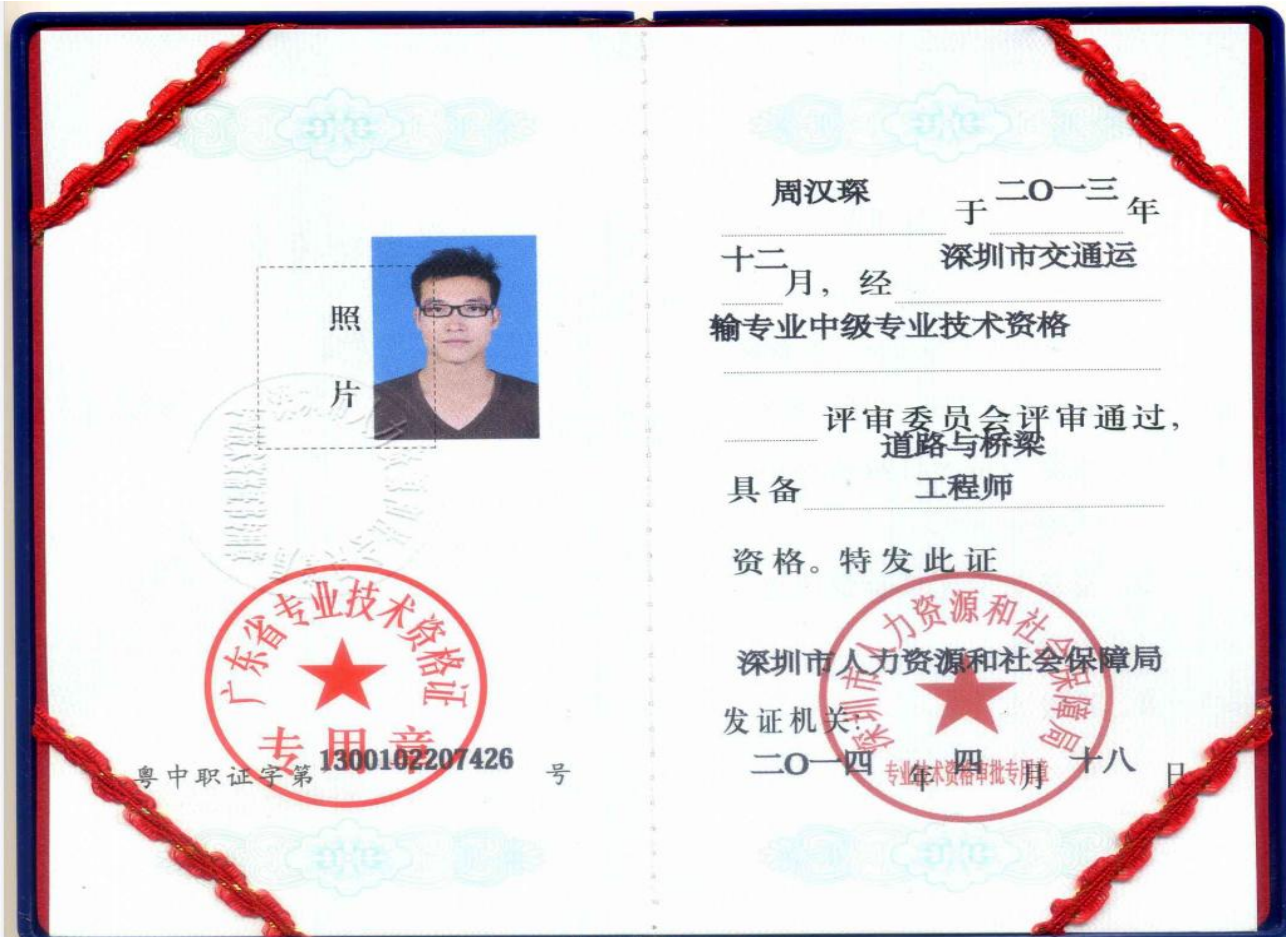 照
片
广东省专业技术资格证
专用章
粤中职证字第 1300102207426 号
周汉琛 于 二O一三 年
十二 月，经 深圳市交通运
输专业中级专业技术资格
评审委员会评审通过，
道路与桥梁
具备 工程师
资格。特发此证
深圳市人力资源和社会保障局
深圳市人力资源和社会保障局
发证机关：
二O一四 年 四 月 十八 日
专业技术资格审批专用章